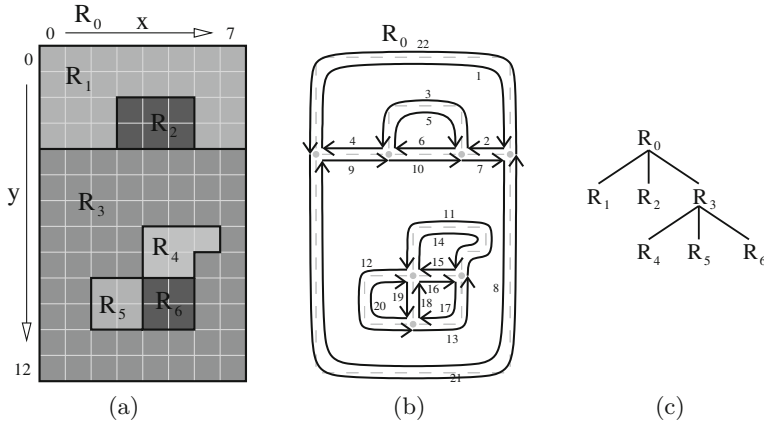 R0
0 x 7
0
R1
R2
y
R3
R4
R5 R6
12
(a)
R0 22
1
3
5
4 6 2
9 10 7
11
14
12 15
19 16 8
20 18 17
13
21
(b)
R0
R1 R2 R3
R4 R5 R6
(c)